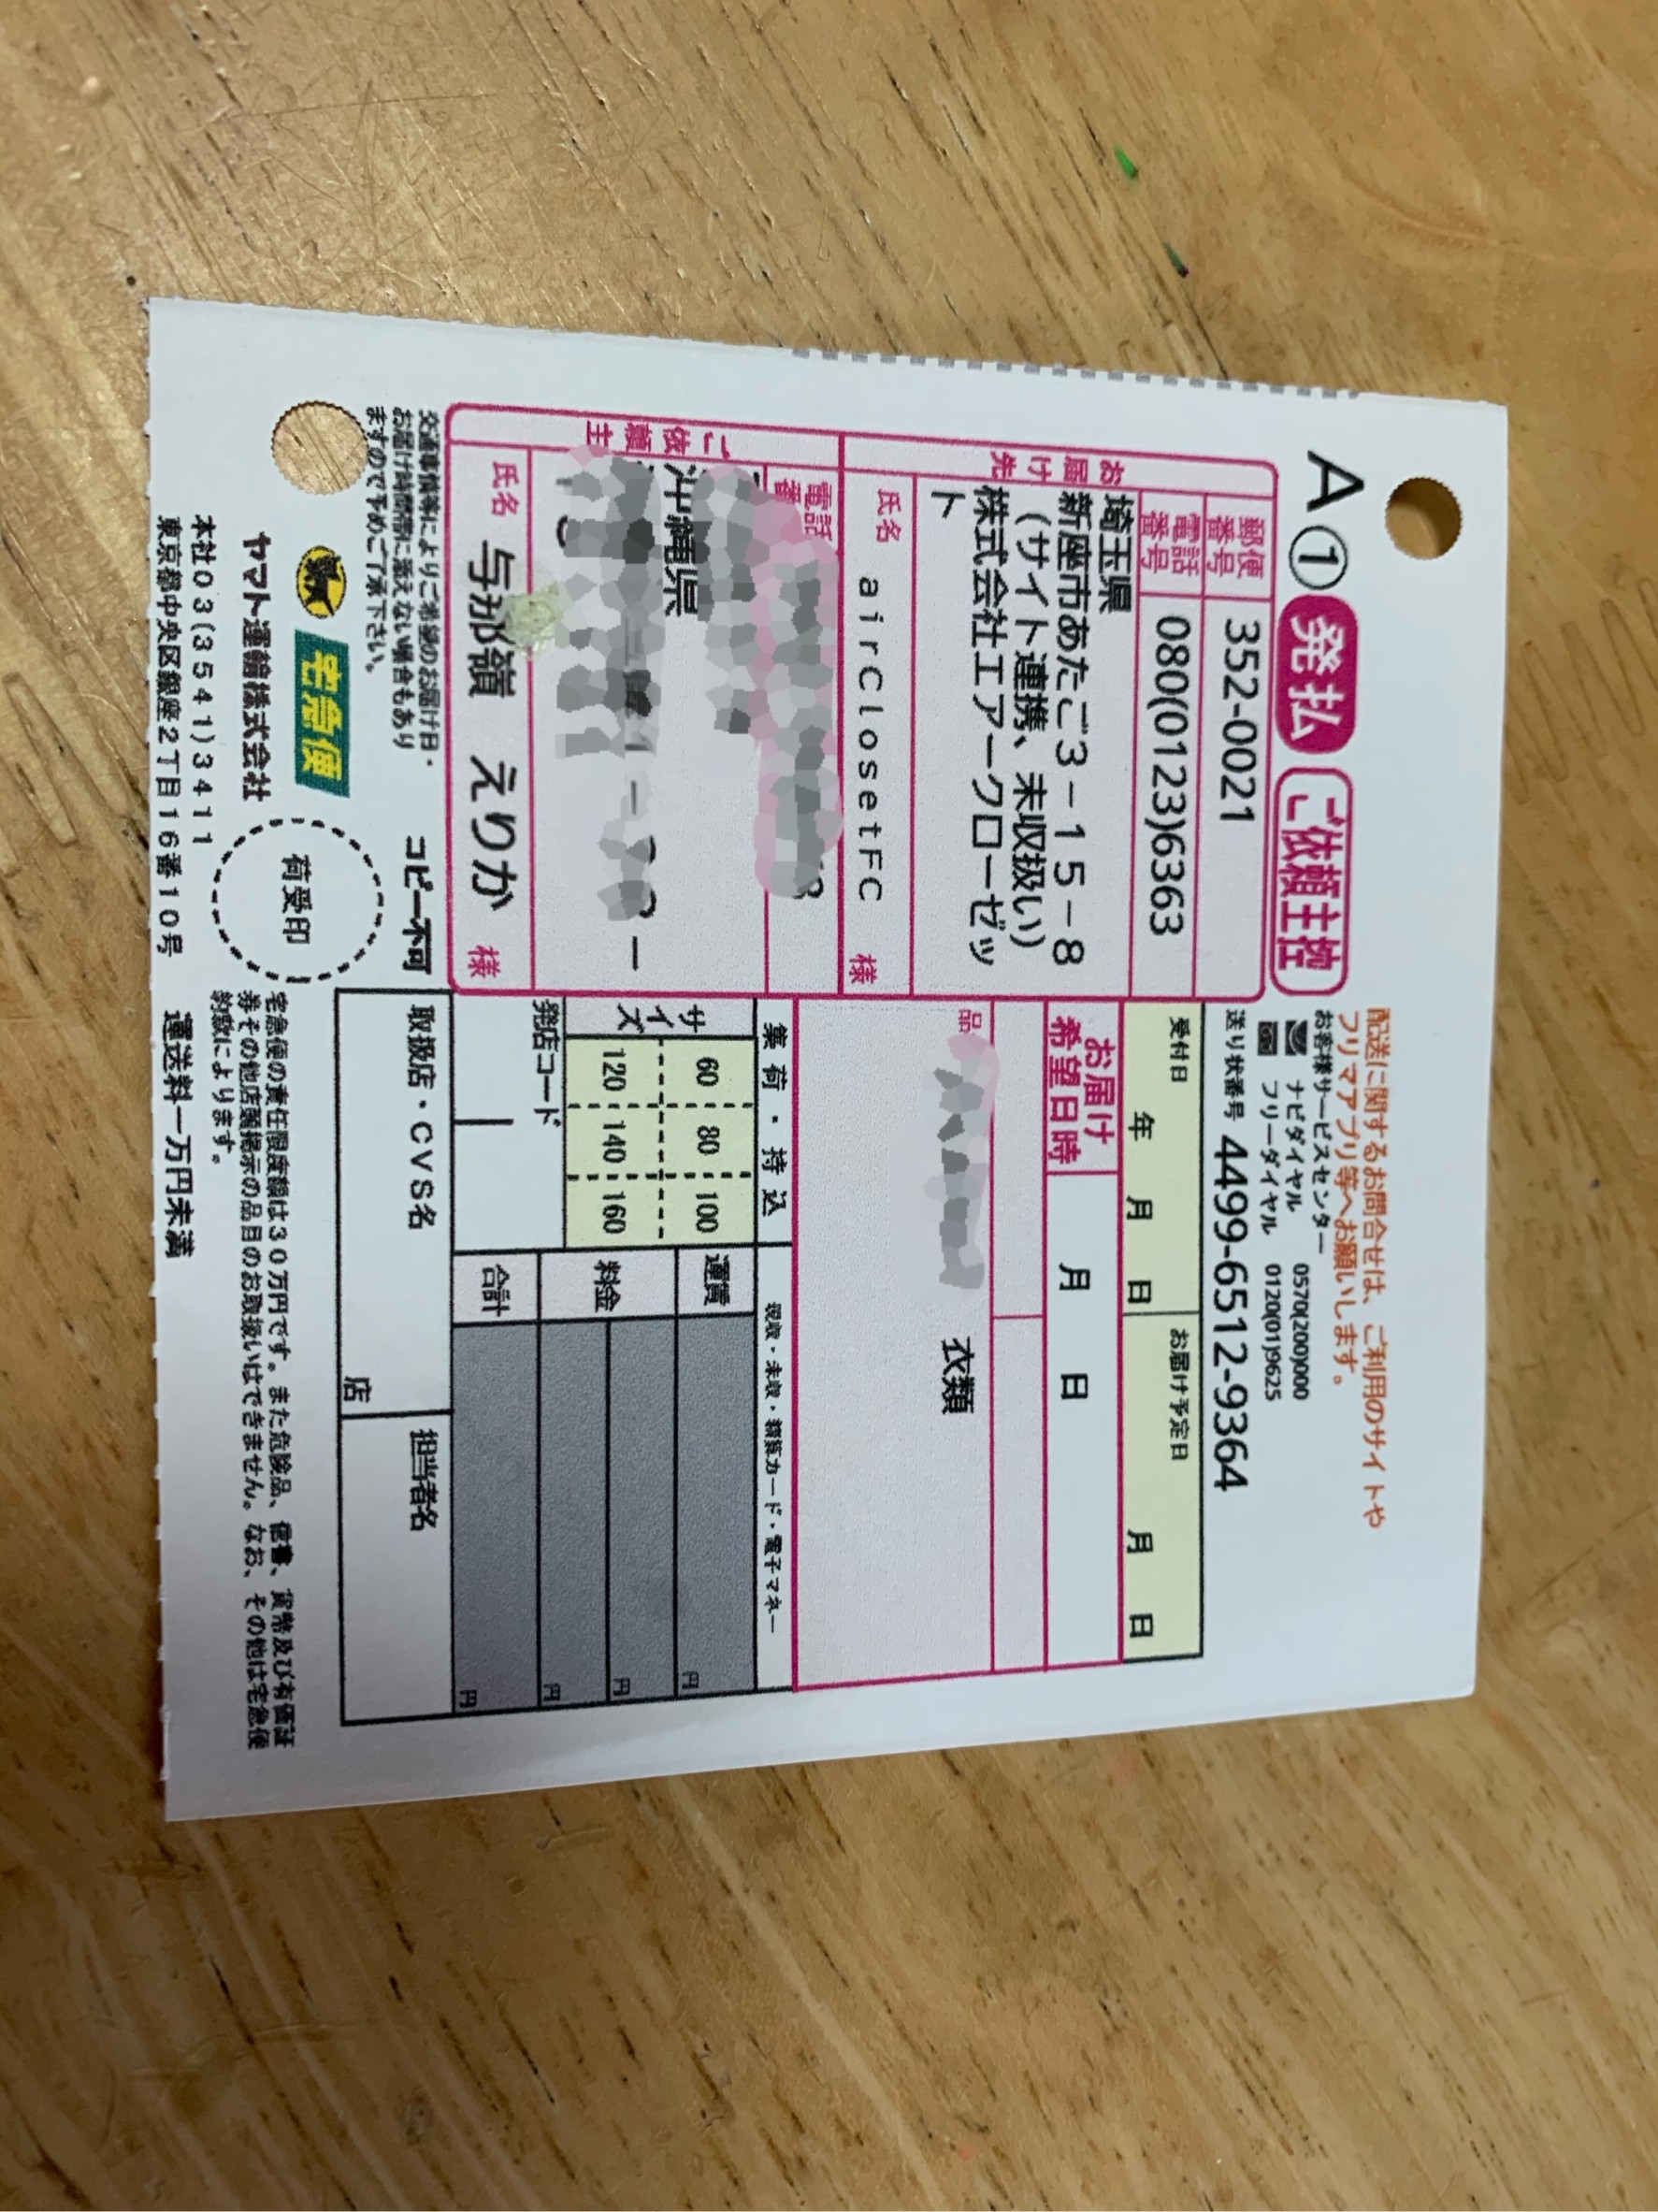 A① 発払 ご依頼主控
配送に関するお問合せは、ご利用のサイトや
フリマアプリ等へお願いします。
お客様サービスセンター
ナビダイヤル 0570(200)000
フリーダイヤル 0120(01)9625
送り状番号 4499-6512-9364
お届け先
郵便番号 352-0021
電話番号 080(0123)6363
埼玉県
新座市あたご3-15-8
(サイト連携、未収扱い)
株式会社エアークローゼッ
ト
氏名 airClosetFC 様
ご依頼主
電話番号
沖縄県
氏名 与那嶺 えりか 様
受付日 年 月 日
お届け予定日 月 日
お届け希望日時 月 日
品
衣類
集荷・持込
現収・未収・精算カード・電子マネー
サイズ
60 80 100
120 140 160
運賃 円
料金 円
円
合計 円
発店コード
取扱店・CVS名 店
担当者名
交通事情等によりご希望のお届け日・
お届け時間帯に添えない場合もあり
ますので予めご了承下さい。
コピー不可
宅急便
荷受印
ヤマト運輸株式会社
本社03(3541)3411
東京都中央区銀座2丁目16番10号
宅急便の責任限度額は30万円です。また危険品、信書、貨幣及び有価証
券その他店頭掲示の品目のお取扱いはできません。なお、その他は宅急便
約款によります。
運送料一万円未満